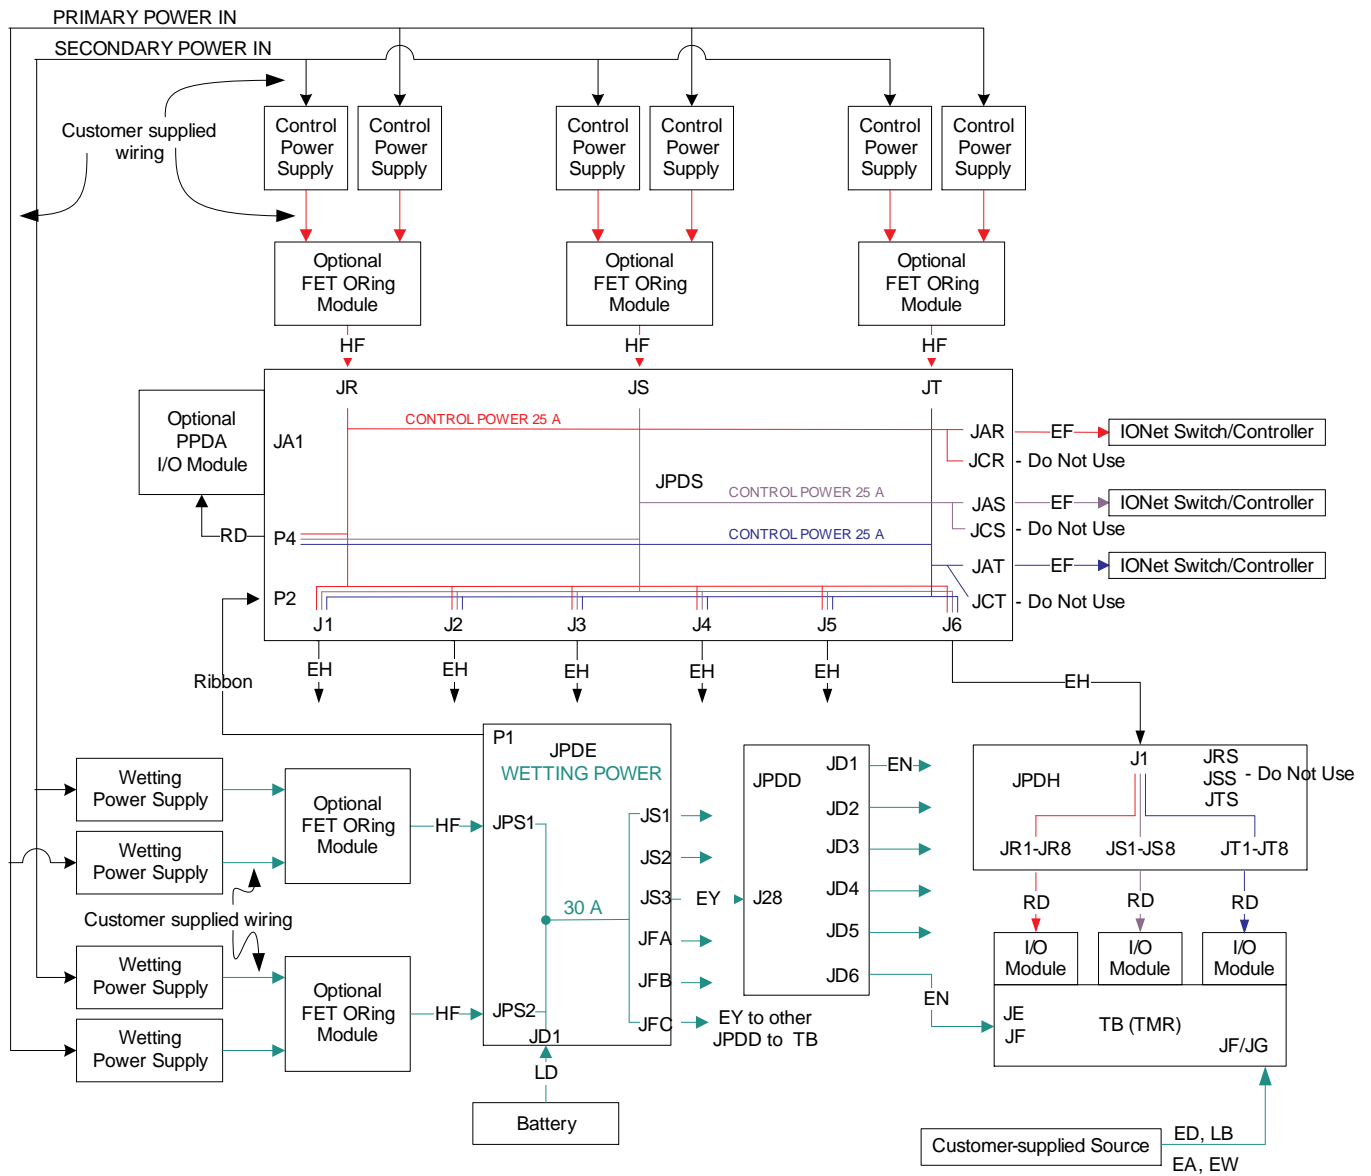 PRIMARY POWER IN
SECONDARY POWER IN
Customer supplied
wiring
Control
Power
Supply
Control
Power
Supply
Control
Power
Supply
Control
Power
Supply
Control
Power
Supply
Control
Power
Supply
Optional
FET ORing
Module
Optional
FET ORing
Module
Optional
FET ORing
Module
HF
HF
HF
JR
JS
JT
Optional
PPDA
I/O Module
JA1
CONTROL POWER 25 A
JAR
EF
IONet Switch/Controller
JCR - Do Not Use
JPDS
CONTROL POWER 25 A
JAS
EF
IONet Switch/Controller
JCS - Do Not Use
RD
P4
CONTROL POWER 25 A
JAT
EF
IONet Switch/Controller
P2
JCT - Do Not Use
J1
J2
J3
J4
J5
J6
EH
EH
EH
EH
EH
EH
Ribbon
P1
JPDE
WETTING POWER
JPDD
JD1
EN
JD2
JD3
JD4
JD5
JD6
J28
EN
J1
JRS
JSS
JTS
- Do Not Use
JPDH
JR1-JR8
JS1-JS8
JT1-JT8
RD
RD
RD
I/O
Module
I/O
Module
I/O
Module
JE
JF
TB (TMR)
JF/JG
Wetting
Power Supply
Wetting
Power Supply
Optional
FET ORing
Module
HF
JPS1
JS1
JS2
JS3
EY
30 A
JFA
JFB
JFC
EY to other
JPDD to TB
Customer supplied wiring
Wetting
Power Supply
Wetting
Power Supply
Optional
FET ORing
Module
HF
JPS2
JD1
LD
Battery
Customer-supplied Source
ED, LB
EA, EW